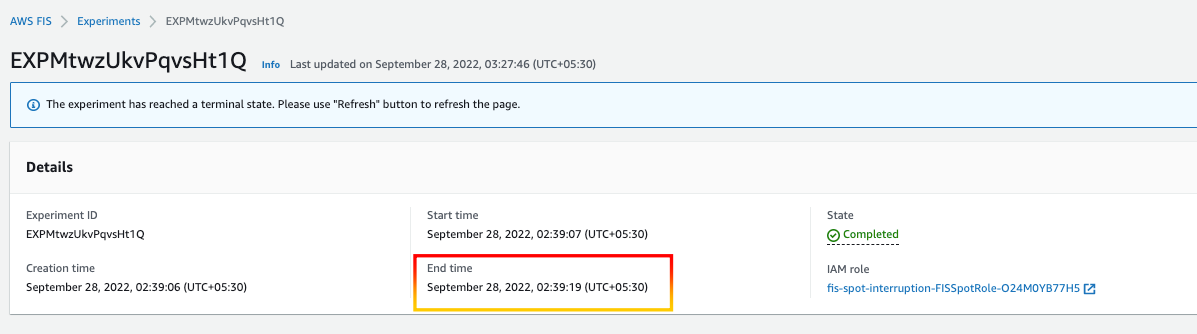 AWS FIS > Experiments > EXPMtwzUkvPqvsHt1Q
EXPMtwzUkvPqvsHt1Q Info Last updated on September 28, 2022, 03:27:46 (UTC+05:30)
The experiment has reached a terminal state. Please use "Refresh" button to refresh the page.
Details
Experiment ID
EXPMtwzUkvPqvsHt1Q
Creation time
September 28, 2022, 02:39:06 (UTC+05:30)
Start time
September 28, 2022, 02:39:07 (UTC+05:30)
End time
September 28, 2022, 02:39:19 (UTC+05:30)
State
Completed
IAM role
fis-spot-interruption-FISSpotRole-O24M0YB77H5